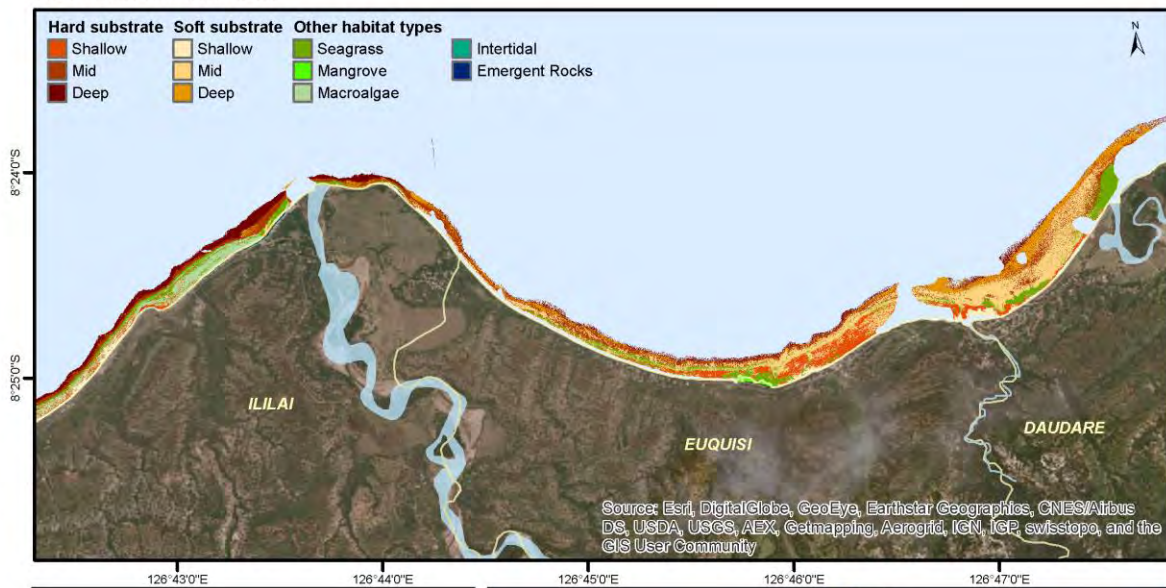 Hard substrate Soft substrate Other habitat types
Shallow Shallow Seagrass Intertidal
Mid Mid Mangrove Emergent Rocks
Deep Deep Macroalgae
N
8°24'0"S
8°25'0"S
ILILAI
EUQUISI
DAUDARE
Source: Esri, DigitalGlobe, GeoEye, Earthstar Geographics, CNES/Airbus
DS, USDA, USGS, AEX, Getmapping, Aerogrid, IGN, IGP, swisstopo, and the
GIS User Community
126°43'0"E 126°44'0"E 126°45'0"E 126°46'0"E 126°47'0"E